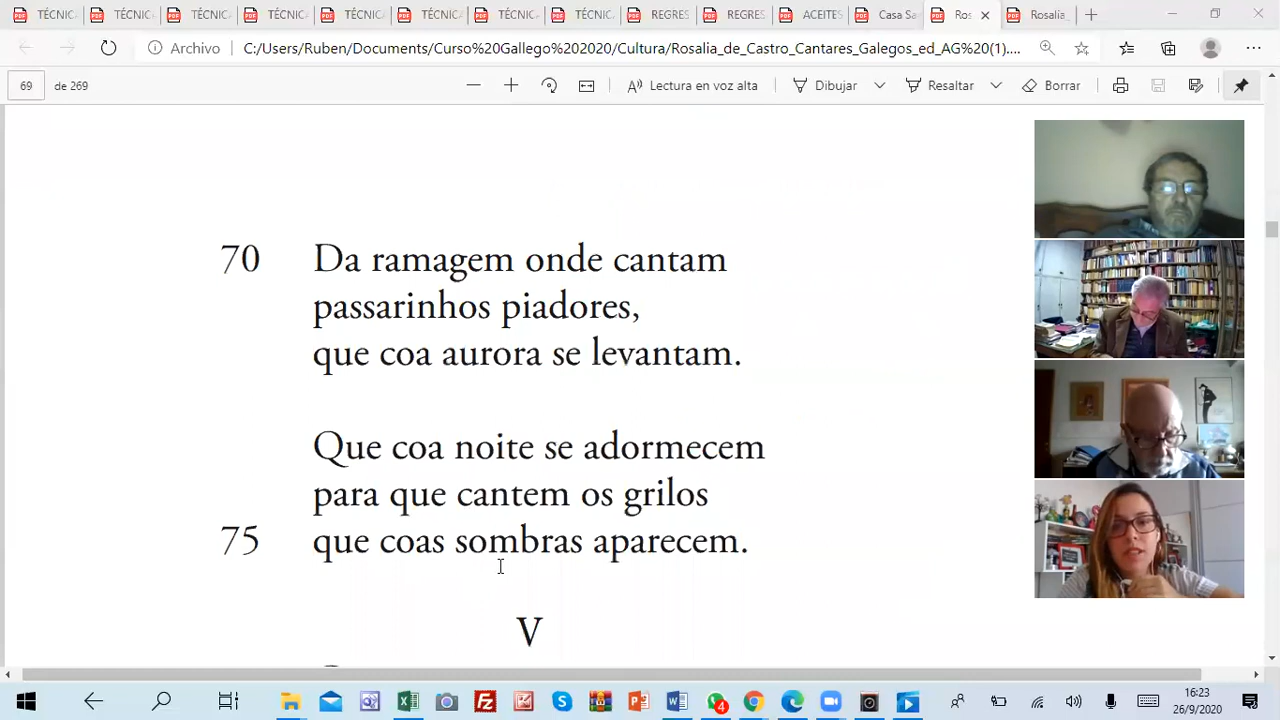 TÉCNIC
TÉCNIC
TÉCNIC
TÉCNIC
TÉCNIC
TÉCNIC
TÉCNIC
TÉCNIC
REGRES
REGRES
ACEITES
Casa Sa
Ros
Rosalía_
Archivo
C:/Users/Ruben/Documents/Curso%20Gallego%202020/Cultura/Rosalia_de_Castro_Cantares_Galegos_ed_AG%20(1)....
69 de 269
A Lectura en voz alta
Dibujar
Resaltar
Borrar
70 Da ramagem onde cantam
passarinhos piadores,
que coa aurora se levantam.
Que coa noite se adormecem
para que cantem os grilos
75 que coas sombras aparecem.
V
4
16:23
26/9/2020